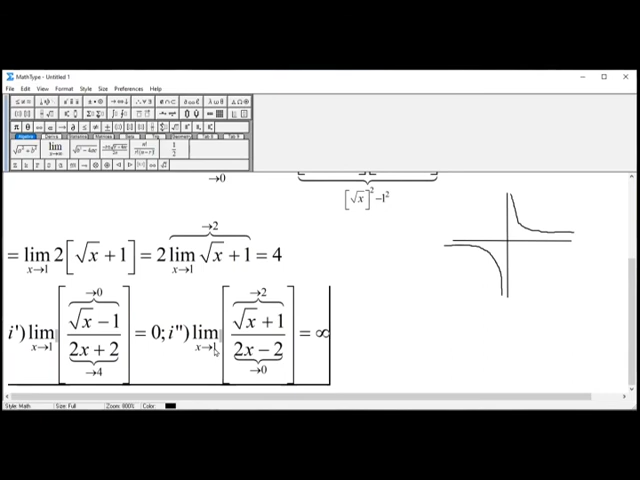 MathType - Untitled 1
File Edit View Format Style Size Preferences Help
→0
[√x]² −1²
= lim x→1 2[√x + 1] = 2 lim x→1 √x + 1 →2 = 4
i') lim x→1 [√x − 1 →0 / 2x + 2 →4] = 0; i'') lim x→1 [√x + 1 →2 / 2x − 2 →0] = ∞
Style: Math Size: Full Zoom: 800% Color: